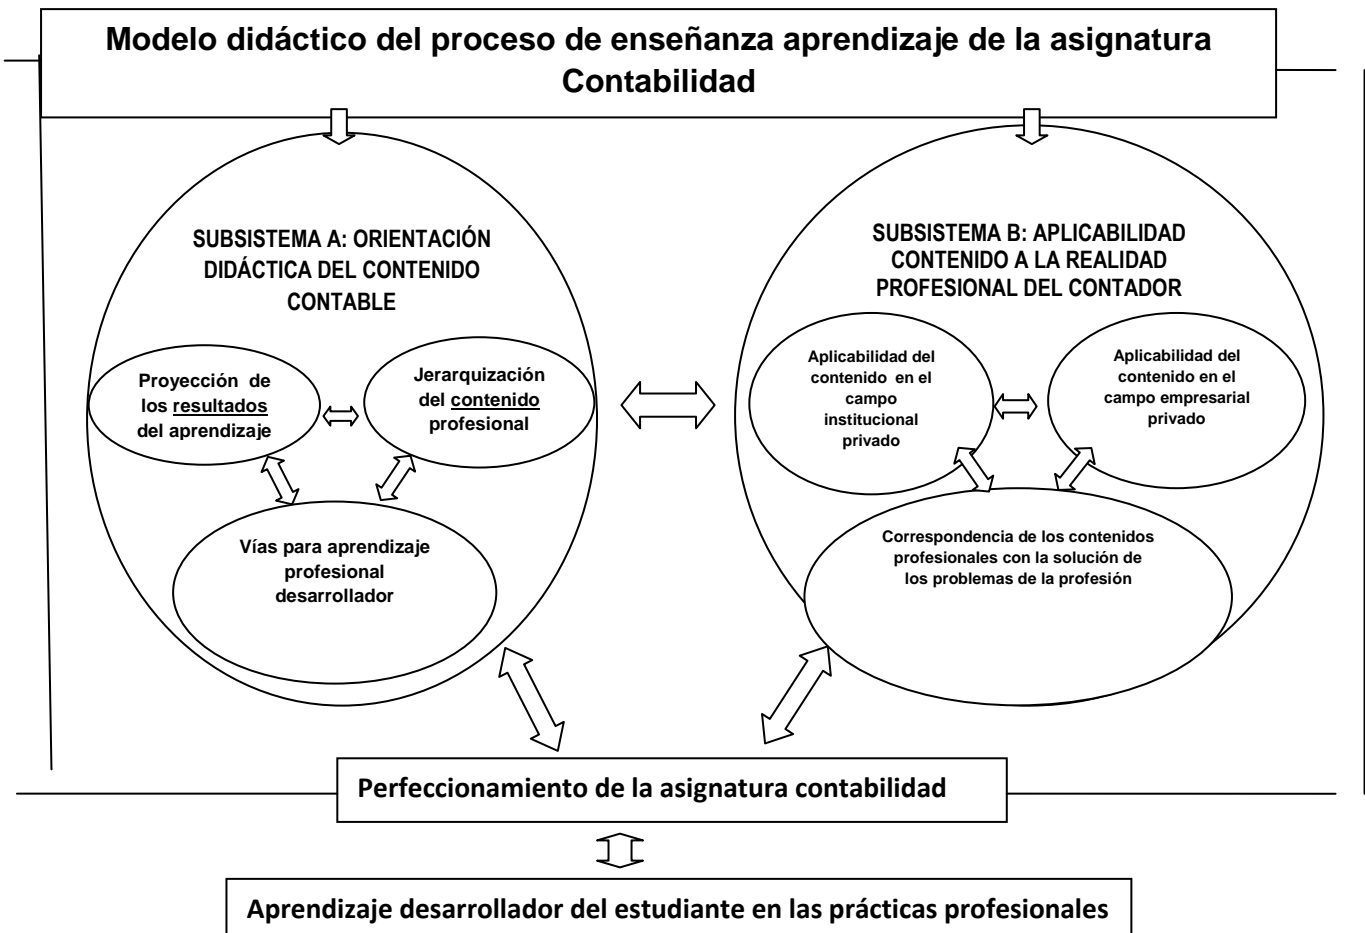 Modelo didáctico del proceso de enseñanza aprendizaje de la asignatura
Contabilidad
SUBSISTEMA A: ORIENTACIÓN
DIDÁCTICA DEL CONTENIDO
CONTABLE
Proyección de
los resultados
del aprendizaje
Jerarquización
del contenido
profesional
Vías para aprendizaje
profesional
desarrollador
SUBSISTEMA B: APLICABILIDAD
CONTENIDO A LA REALIDAD
PROFESIONAL DEL CONTADOR
Aplicabilidad del
contenido en el
campo
institucional
privado
Aplicabilidad del
contenido en el
campo empresarial
privado
Correspondencia de los contenidos
profesionales con la solución de
los problemas de la profesión
Perfeccionamiento de la asignatura contabilidad
Aprendizaje desarrollador del estudiante en las prácticas profesionales